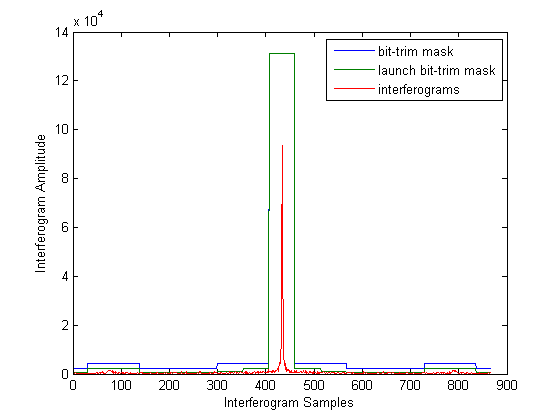 x 10^4
bit-trim mask
launch bit-trim mask
interferograms
14
12
10
8
6
4
2
0
Interferogram Amplitude
0 100 200 300 400 500 600 700 800 900
Interferogram Samples